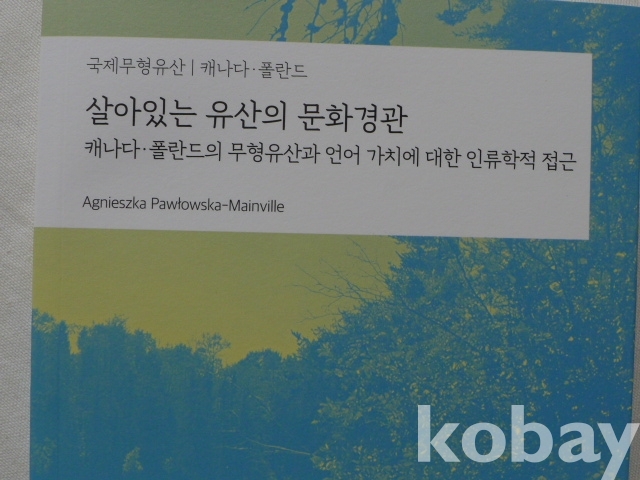 국제무형유산 | 캐나다·폴란드
살아있는 유산의 문화경관
캐나다·폴란드의 무형유산과 언어 가치에 대한 인류학적 접근
Agnieszka Pawłowska-Mainville
kobay